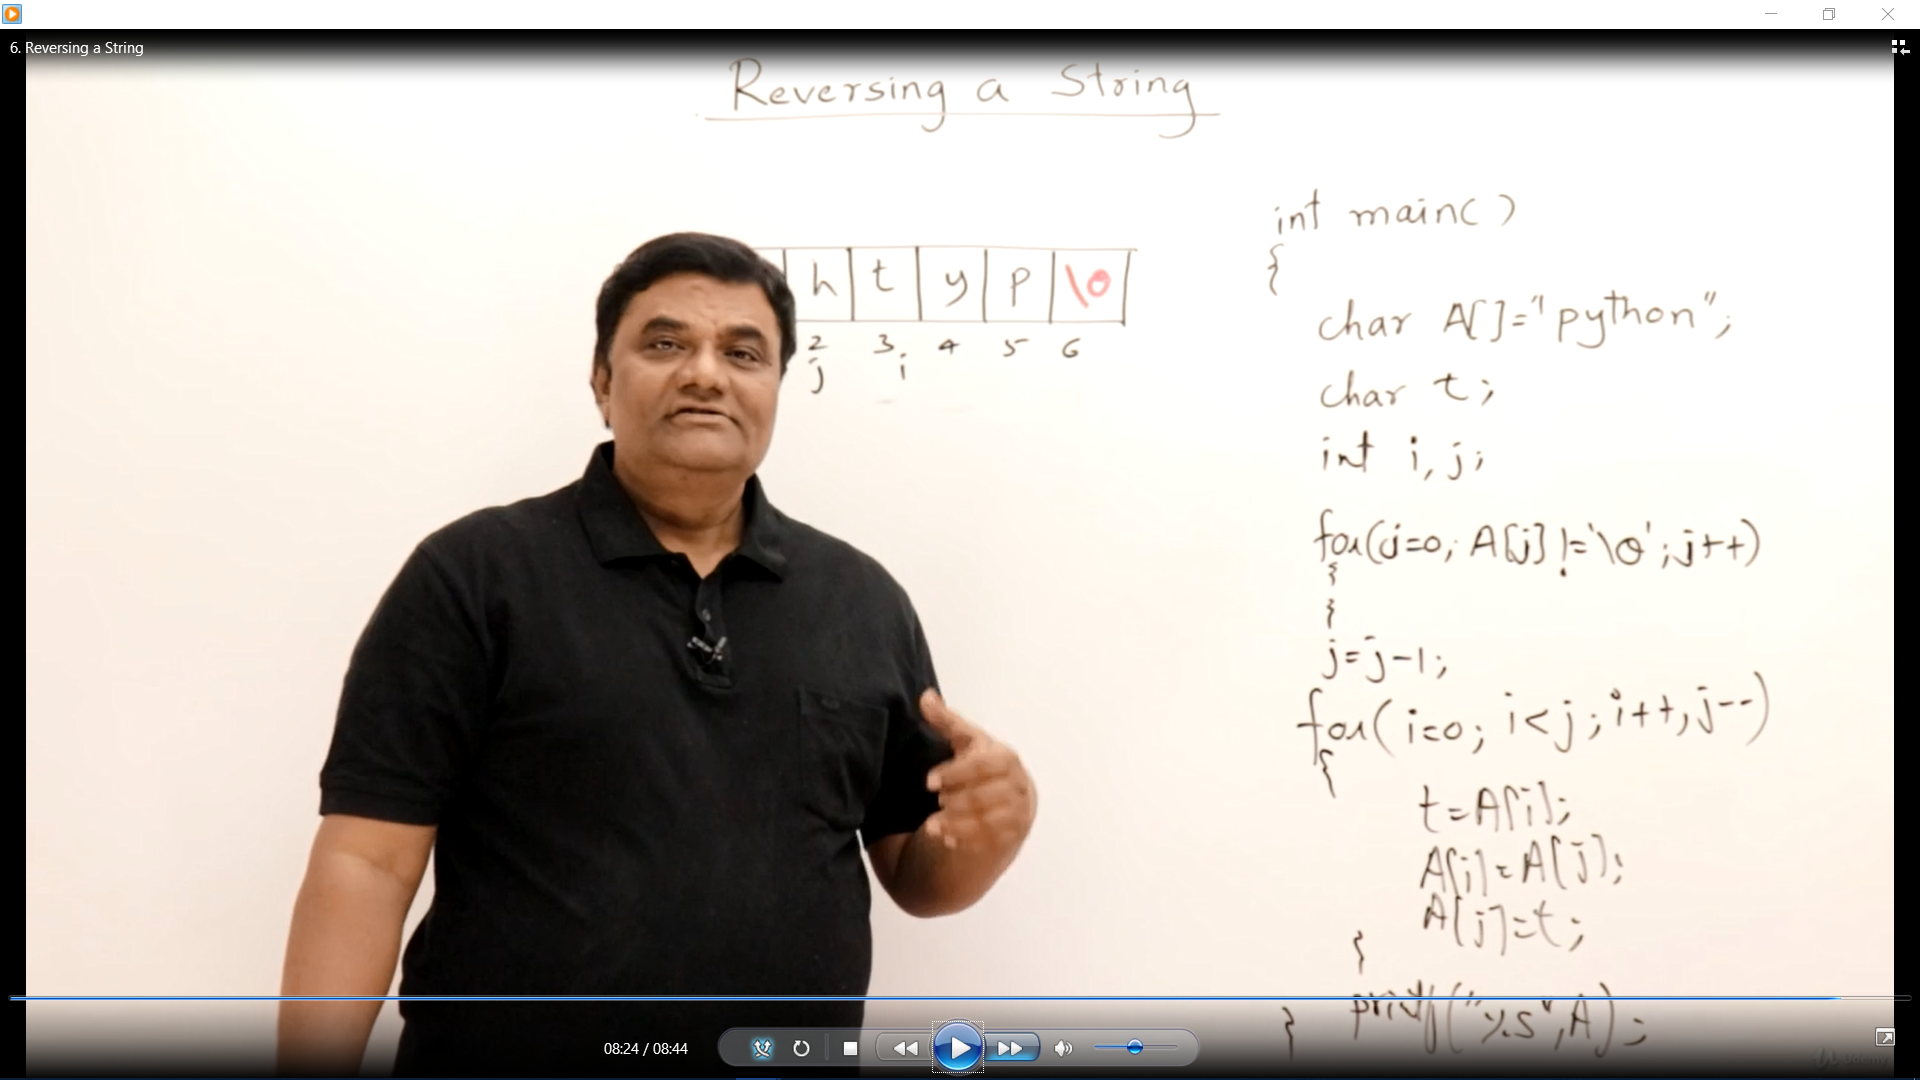 6. Reversing a String
Reversing a String
h t y p \0
2 3 4 5 6
j i
int main( )
{
char A[]="python";
char t;
int i, j;
for(j=0; A[j]!='\0';j++)
{
}
j=j-1;
for(i=0; i<j; i++, j--)
{
t=A[i];
A[i]=A[j];
A[j]=t;
}
printf("%s",A);
}
08:24 / 08:44
Udemy